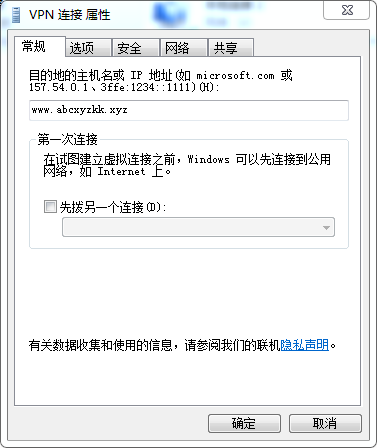 VPN 连接 属性
常规
选项
安全
网络
共享
目的地的主机名或 IP 地址(如 microsoft.com 或
157.54.0.1、3ffe:1234::1111)(H):
www.abcxyzkk.xyz
第一次连接
在试图建立虚拟连接之前，Windows 可以先连接到公用
网络，如 Internet 上。
先拨另一个连接(D):
有关数据收集和使用的信息，请参阅我们的联机隐私声明。
确定
取消